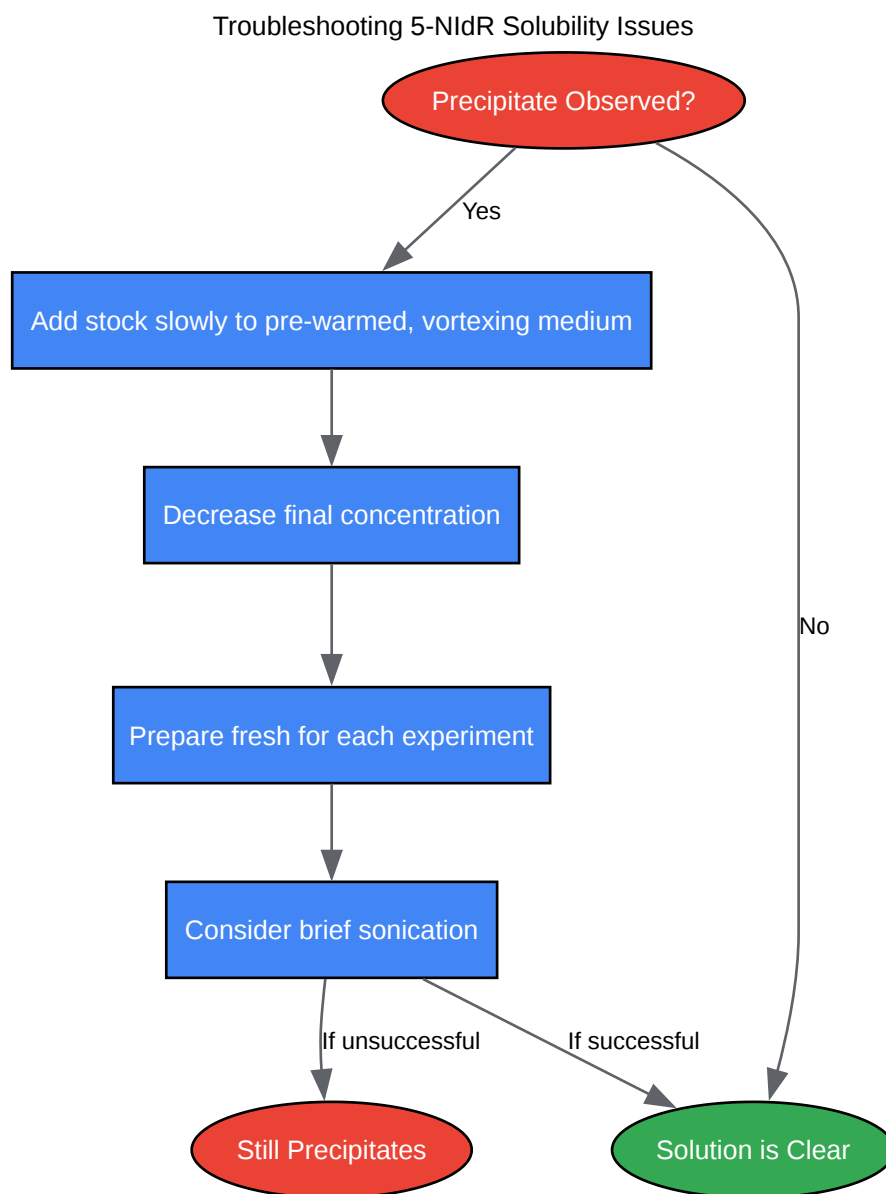 Troubleshooting 5-NIdR Solubility Issues
Precipitate Observed?
Yes
Add stock slowly to pre-warmed, vortexing medium
Decrease final concentration
No
Prepare fresh for each experiment
Consider brief sonication
If unsuccessful
If successful
Still Precipitates
Solution is Clear